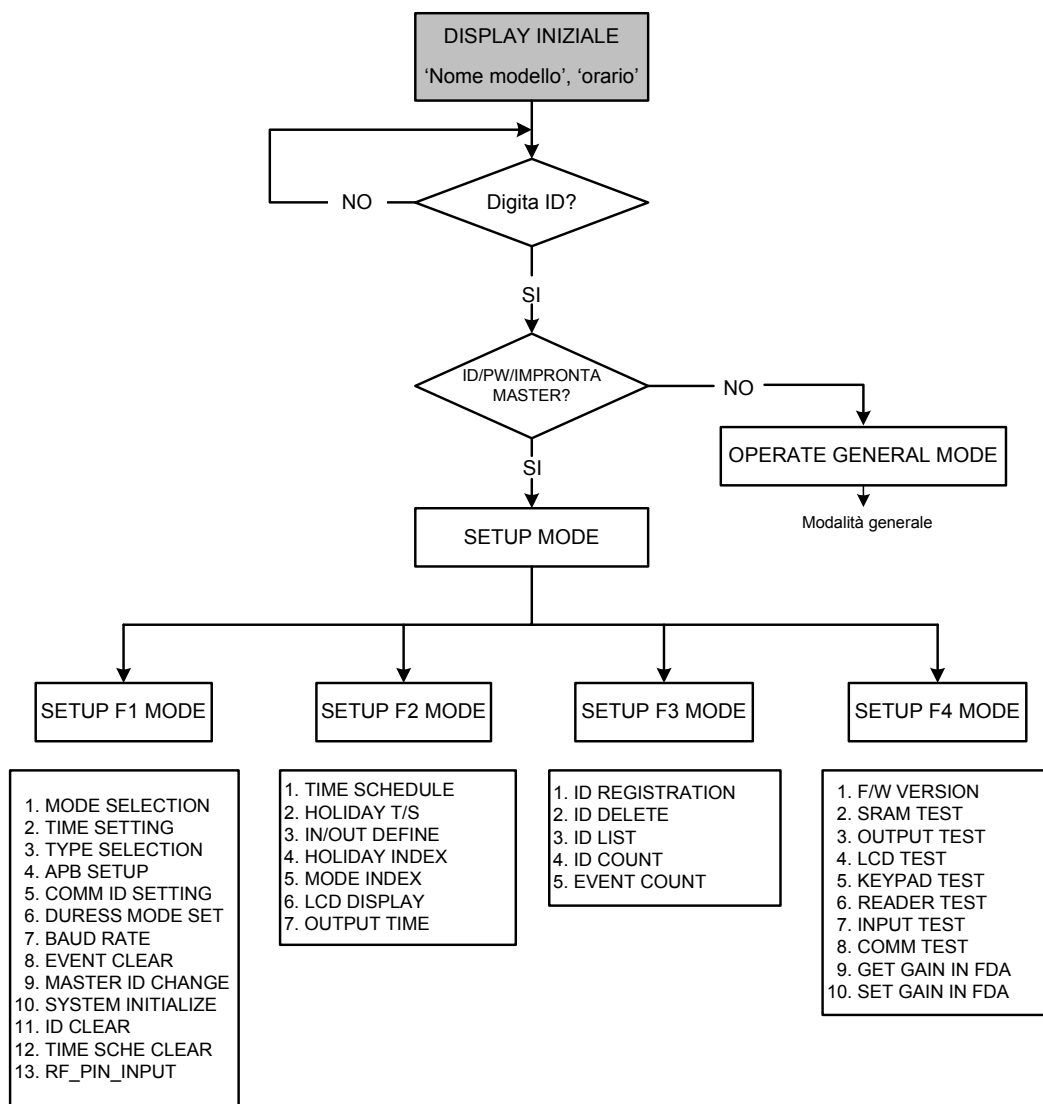 DISPLAY INIZIALE
‘Nome modello’, ‘orario’
NO
Digita ID?
SI
ID/PW/IMPRONTA
MASTER?
NO
OPERATE GENERAL MODE
SI
Modalità generale
SETUP MODE
SETUP F1 MODE
SETUP F2 MODE
SETUP F3 MODE
SETUP F4 MODE
1. MODE SELECTION
2. TIME SETTING
3. TYPE SELECTION
4. APB SETUP
5. COMM ID SETTING
6. DURESS MODE SET
7. BAUD RATE
8. EVENT CLEAR
9. MASTER ID CHANGE
10. SYSTEM INITIALIZE
11. ID CLEAR
12. TIME SCHE CLEAR
13. RF_PIN_INPUT
1. TIME SCHEDULE
2. HOLIDAY T/S
3. IN/OUT DEFINE
4. HOLIDAY INDEX
5. MODE INDEX
6. LCD DISPLAY
7. OUTPUT TIME
1. ID REGISTRATION
2. ID DELETE
3. ID LIST
4. ID COUNT
5. EVENT COUNT
1. F/W VERSION
2. SRAM TEST
3. OUTPUT TEST
4. LCD TEST
5. KEYPAD TEST
6. READER TEST
7. INPUT TEST
8. COMM TEST
9. GET GAIN IN FDA
10. SET GAIN IN FDA